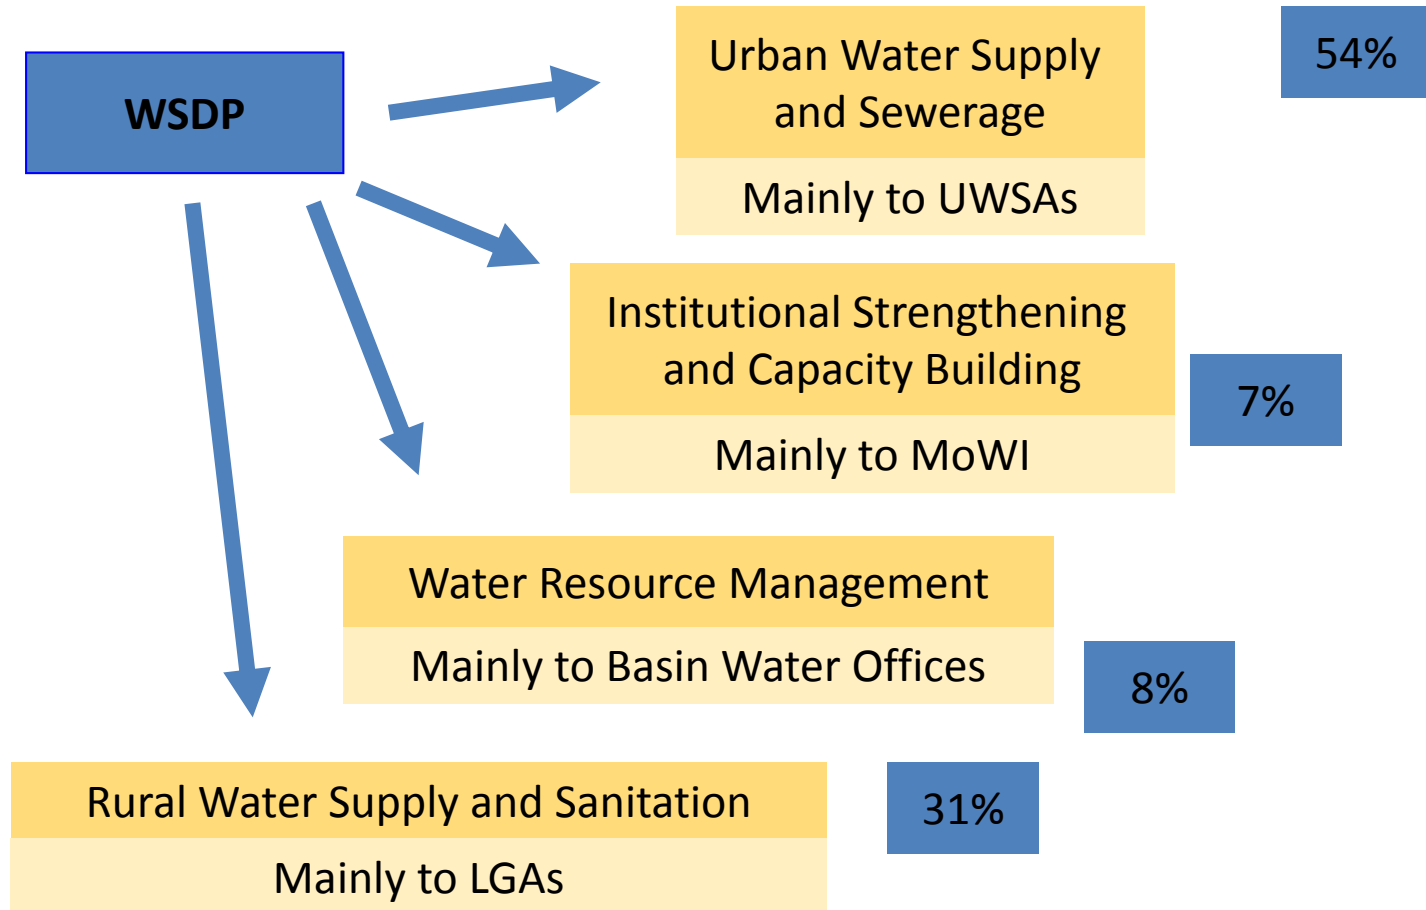 WSDP
Urban Water Supply
and Sewerage
Mainly to UWSAs
54%
Institutional Strengthening
and Capacity Building
Mainly to MoWI
7%
Water Resource Management
Mainly to Basin Water Offices
8%
Rural Water Supply and Sanitation
Mainly to LGAs
31%